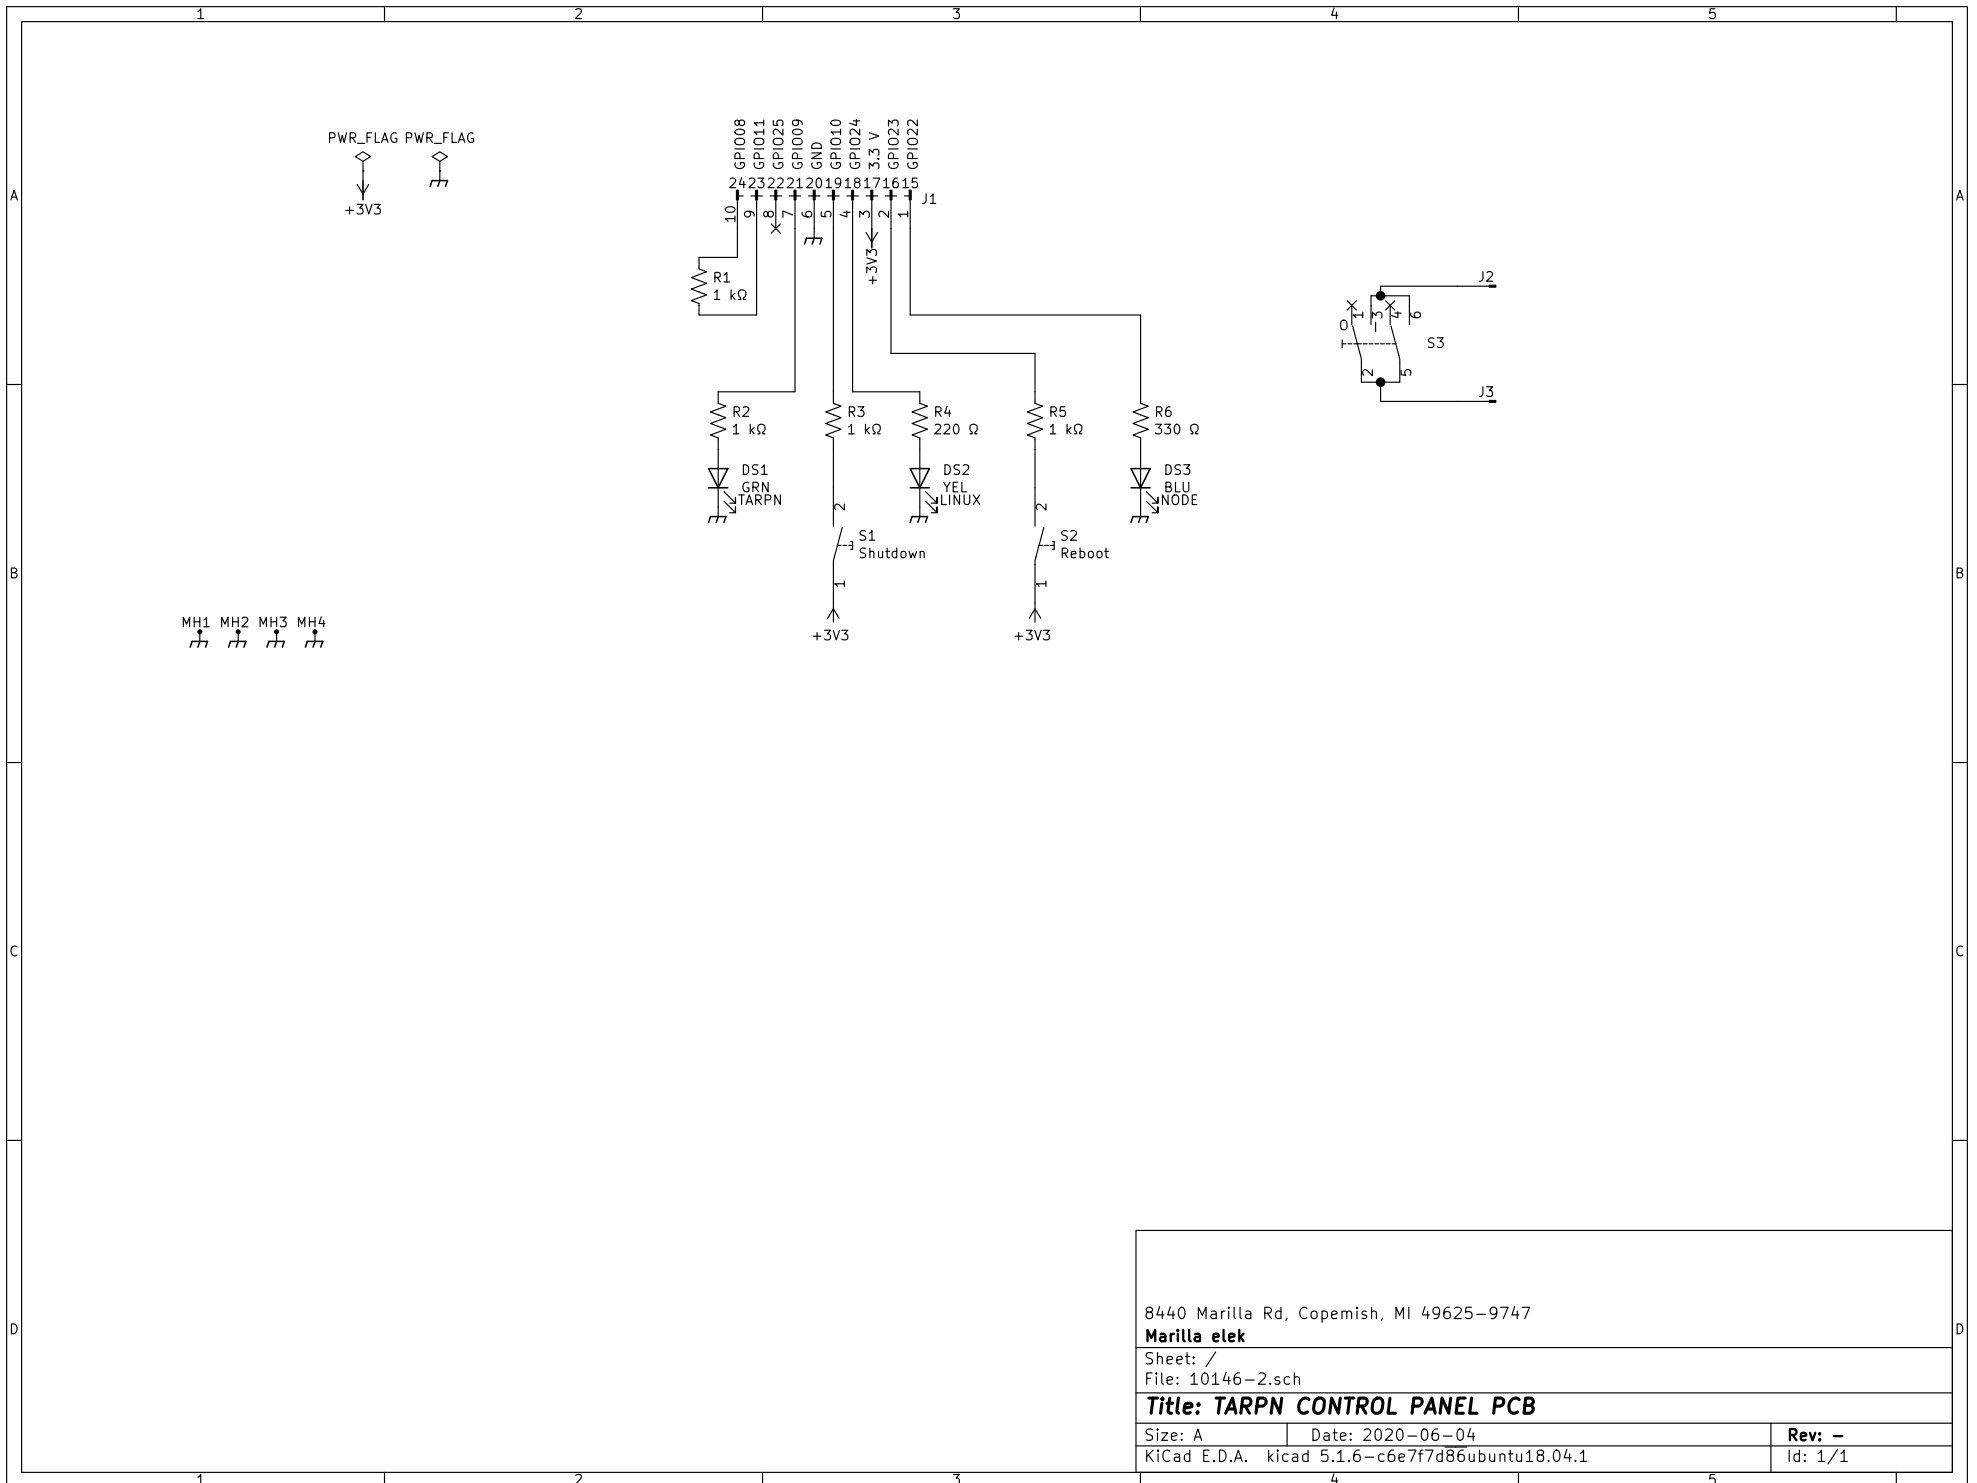 1 2 3 4 5
PWR_FLAG PWR_FLAG
+3V3
GPIO08
GPIO11
GPIO25
GPIO09
GND
GPIO10
GPIO24
3.3 V
GPIO23
GPIO22
24 23 22 21 20 19 18 17 16 15
J1
10 9 8 7 6 5 4 3 2 1
+3V3
A A
R1
1 kΩ
J2
1 3 4 6
O
S3
2 5
J3
R2
1 kΩ
R3
1 kΩ
R4
220 Ω
R5
1 kΩ
R6
330 Ω
DS1
GRN
TARPN
DS2
YEL
LINUX
DS3
BLU
NODE
2
S1
Shutdown
1
+3V3
2
S2
Reboot
1
+3V3
B B
MH1 MH2 MH3 MH4
C C
D D
8440 Marilla Rd, Copemish, MI 49625-9747
Marilla elek
Sheet: /
File: 10146-2.sch
Title: TARPN CONTROL PANEL PCB
Size: A Date: 2020-06-04 Rev: -
KiCad E.D.A. kicad 5.1.6-c6e7f7d86ubuntu18.04.1 Id: 1/1
1 2 3 4 5